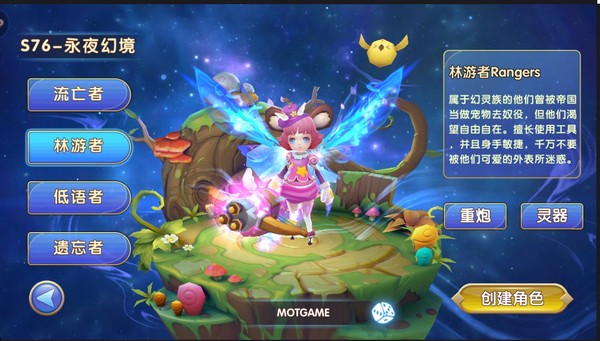 S76-永夜幻境
流亡者
林游者
低语者
遗忘者
林游者Rangers
属于幻灵族的他们曾被帝国
当做宠物去奴役，但他们渴
望自由自在。擅长使用工具
，并且身手敏捷，千万不要
被他们可爱的外表所迷惑。
重炮
灵器
MOTGAME
创建角色